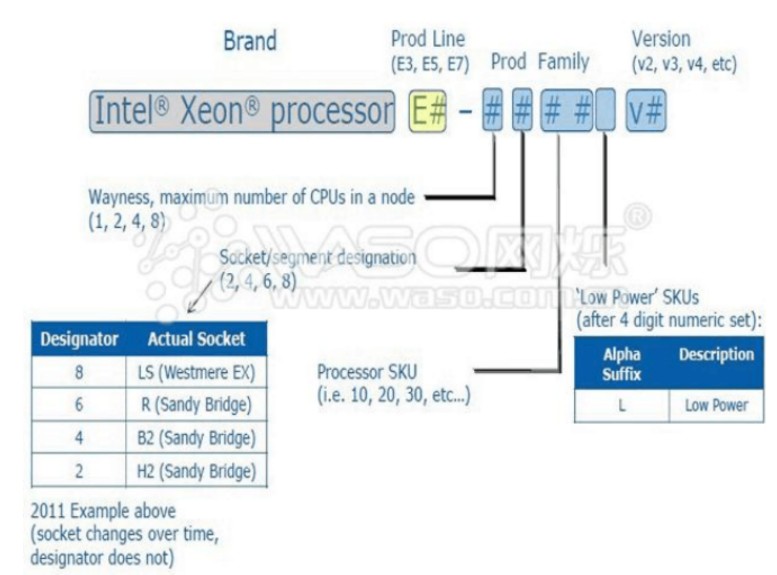 Brand
Prod Line
(E3, E5, E7)
Prod Family
Version
(v2, v3, v4, etc)
Intel® Xeon® processor E# - # # # # v#
Wayness, maximum number of CPUs in a node
(1, 2, 4, 8)
Socket/segment designation
(2, 4, 6, 8)
WASO网烁®
www.waso.com.cn
'Low Power' SKUs
(after 4 digit numeric set):
Alpha Suffix Description
L Low Power
Processor SKU
(i.e. 10, 20, 30, etc...)
Designator Actual Socket
8 LS (Westmere EX)
6 R (Sandy Bridge)
4 B2 (Sandy Bridge)
2 H2 (Sandy Bridge)
2011 Example above
(socket changes over time,
designator does not)